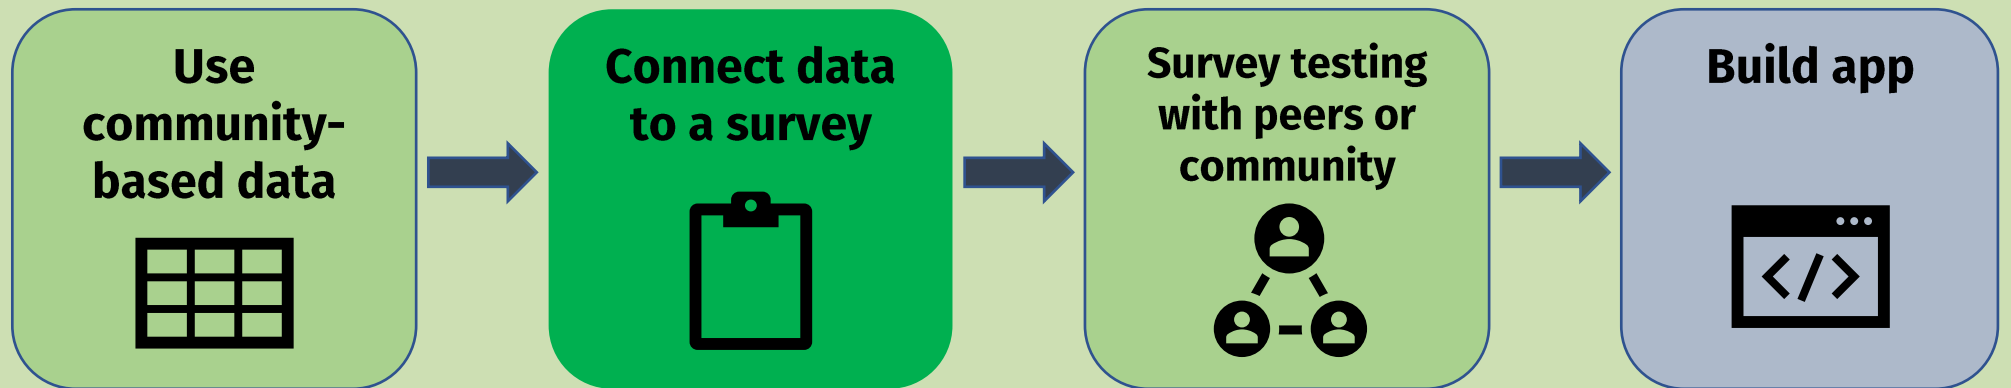 Use
community-
based data
Connect data
to a survey
Survey testing
with peers or
community
Build app